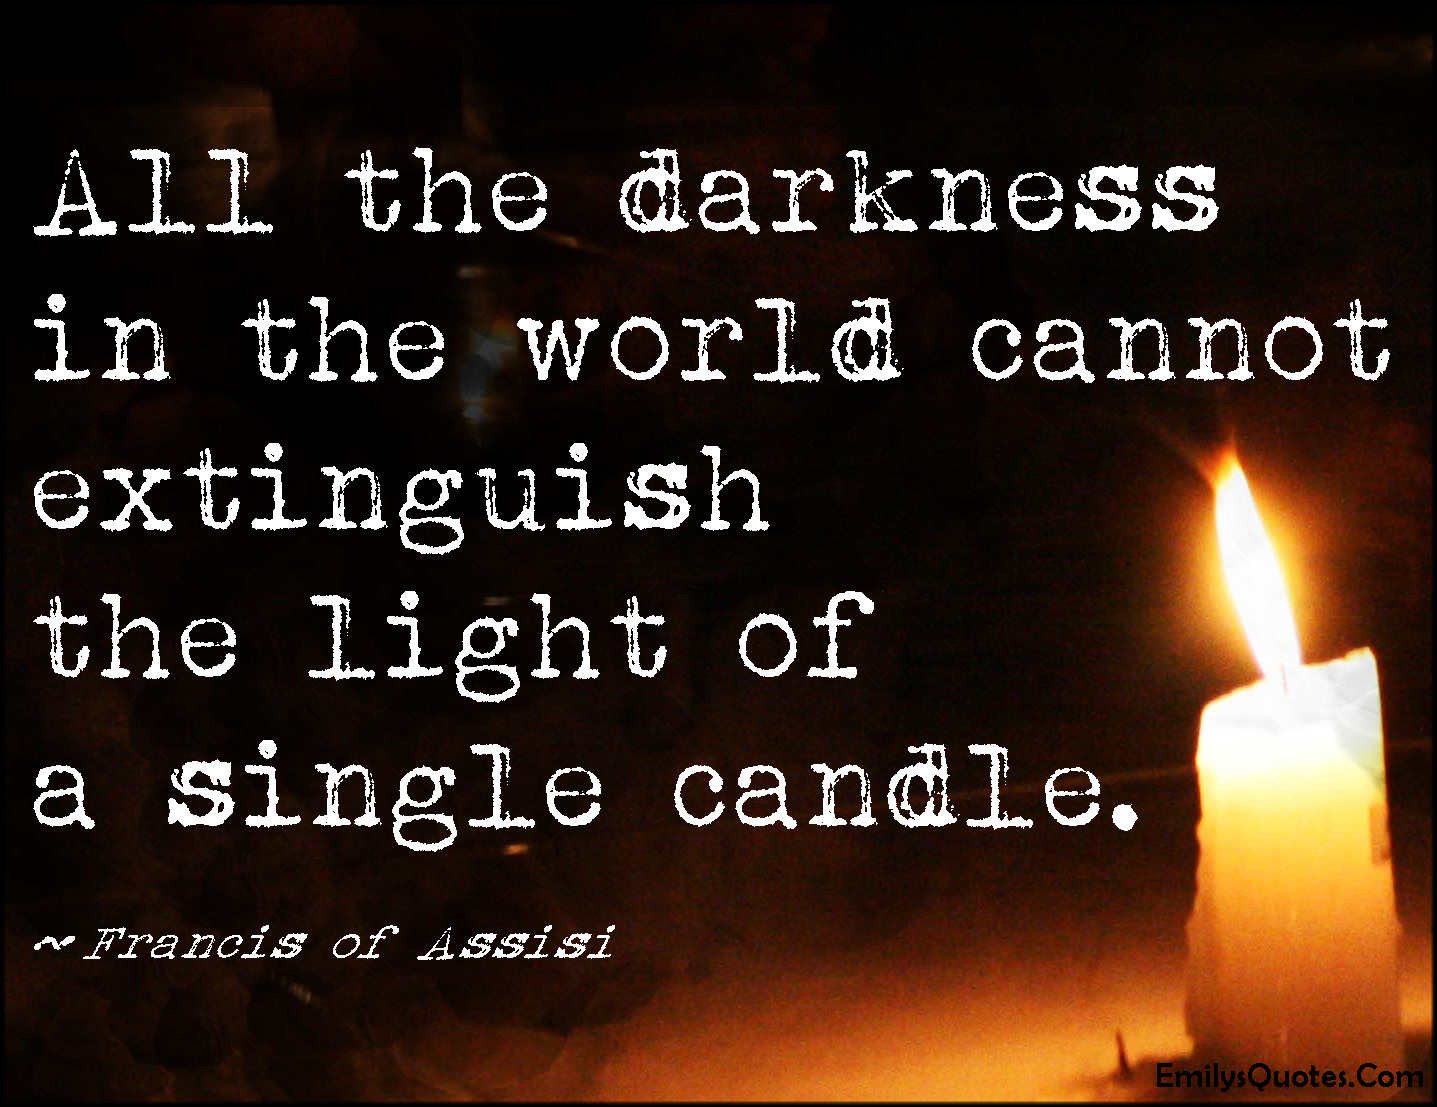 All the darkness
in the world cannot
extinguish
the light of
a single candle.
~ Francis of Assisi
EmilysQuotes.Com